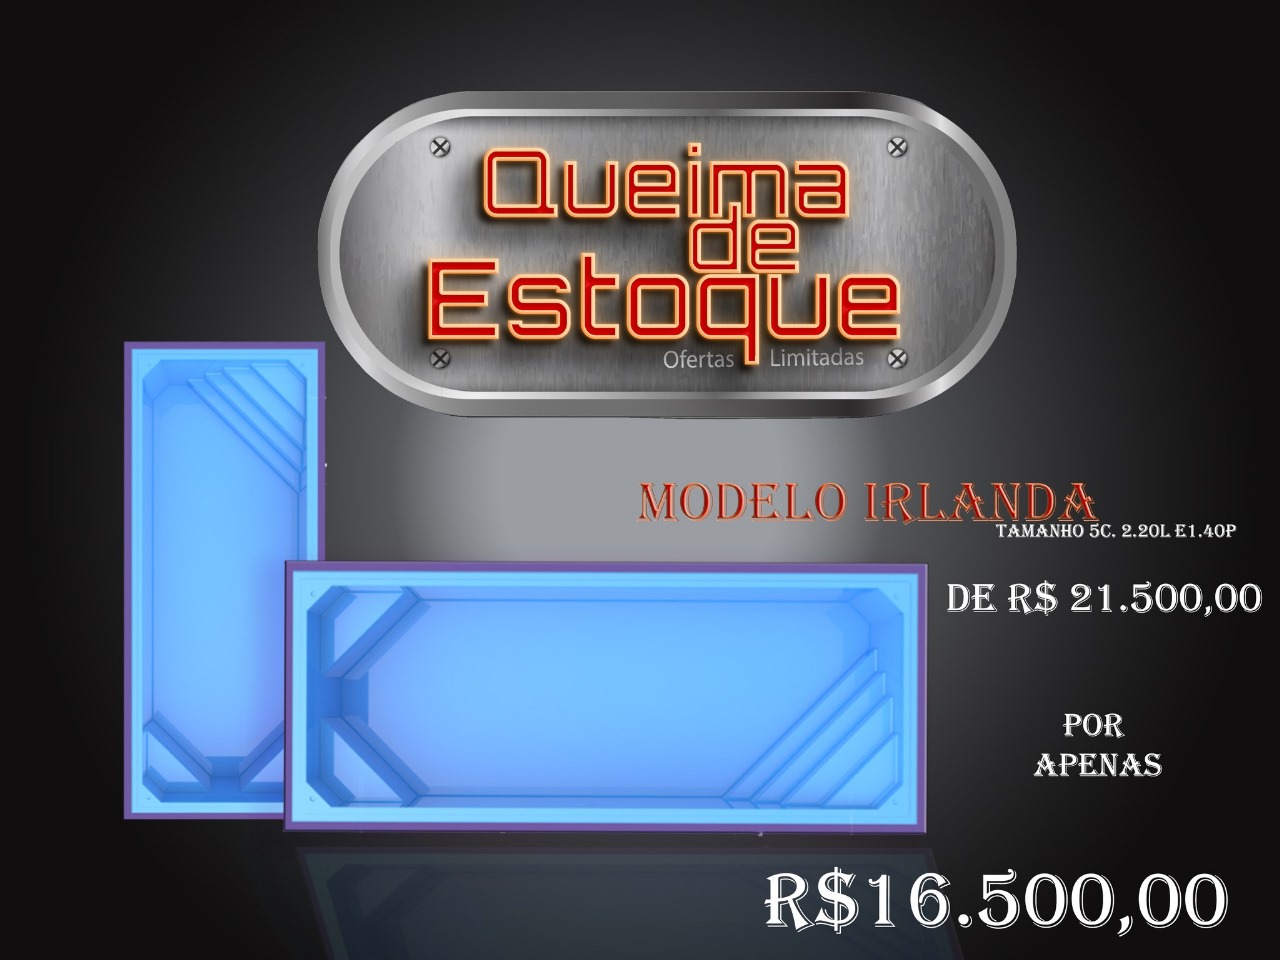 Queima
de
Estoque
Ofertas Limitadas
MODELO IRLANDA
TAMANHO 5C. 2.20L E1.40P
DE R$ 21.500,00
POR
APENAS
R$16.500,00